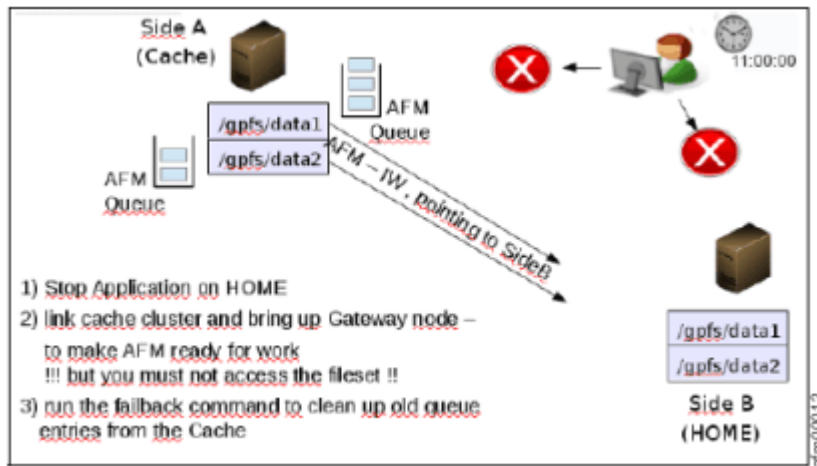 Side A
(Cache)
11:00:00
/gpfs/data1
/gpfs/data2
AFM
Queue
AFM
Queue
AFM – IW , pointing to SideB
1) Stop Application on HOME
2) link cache cluster and bring up Gateway node –
to make AFM ready for work
!!! but you must not access the fileset !!
3) run the failback command to clean up old queue
entries from the Cache
/gpfs/data1
/gpfs/data2
Side B
(HOME)